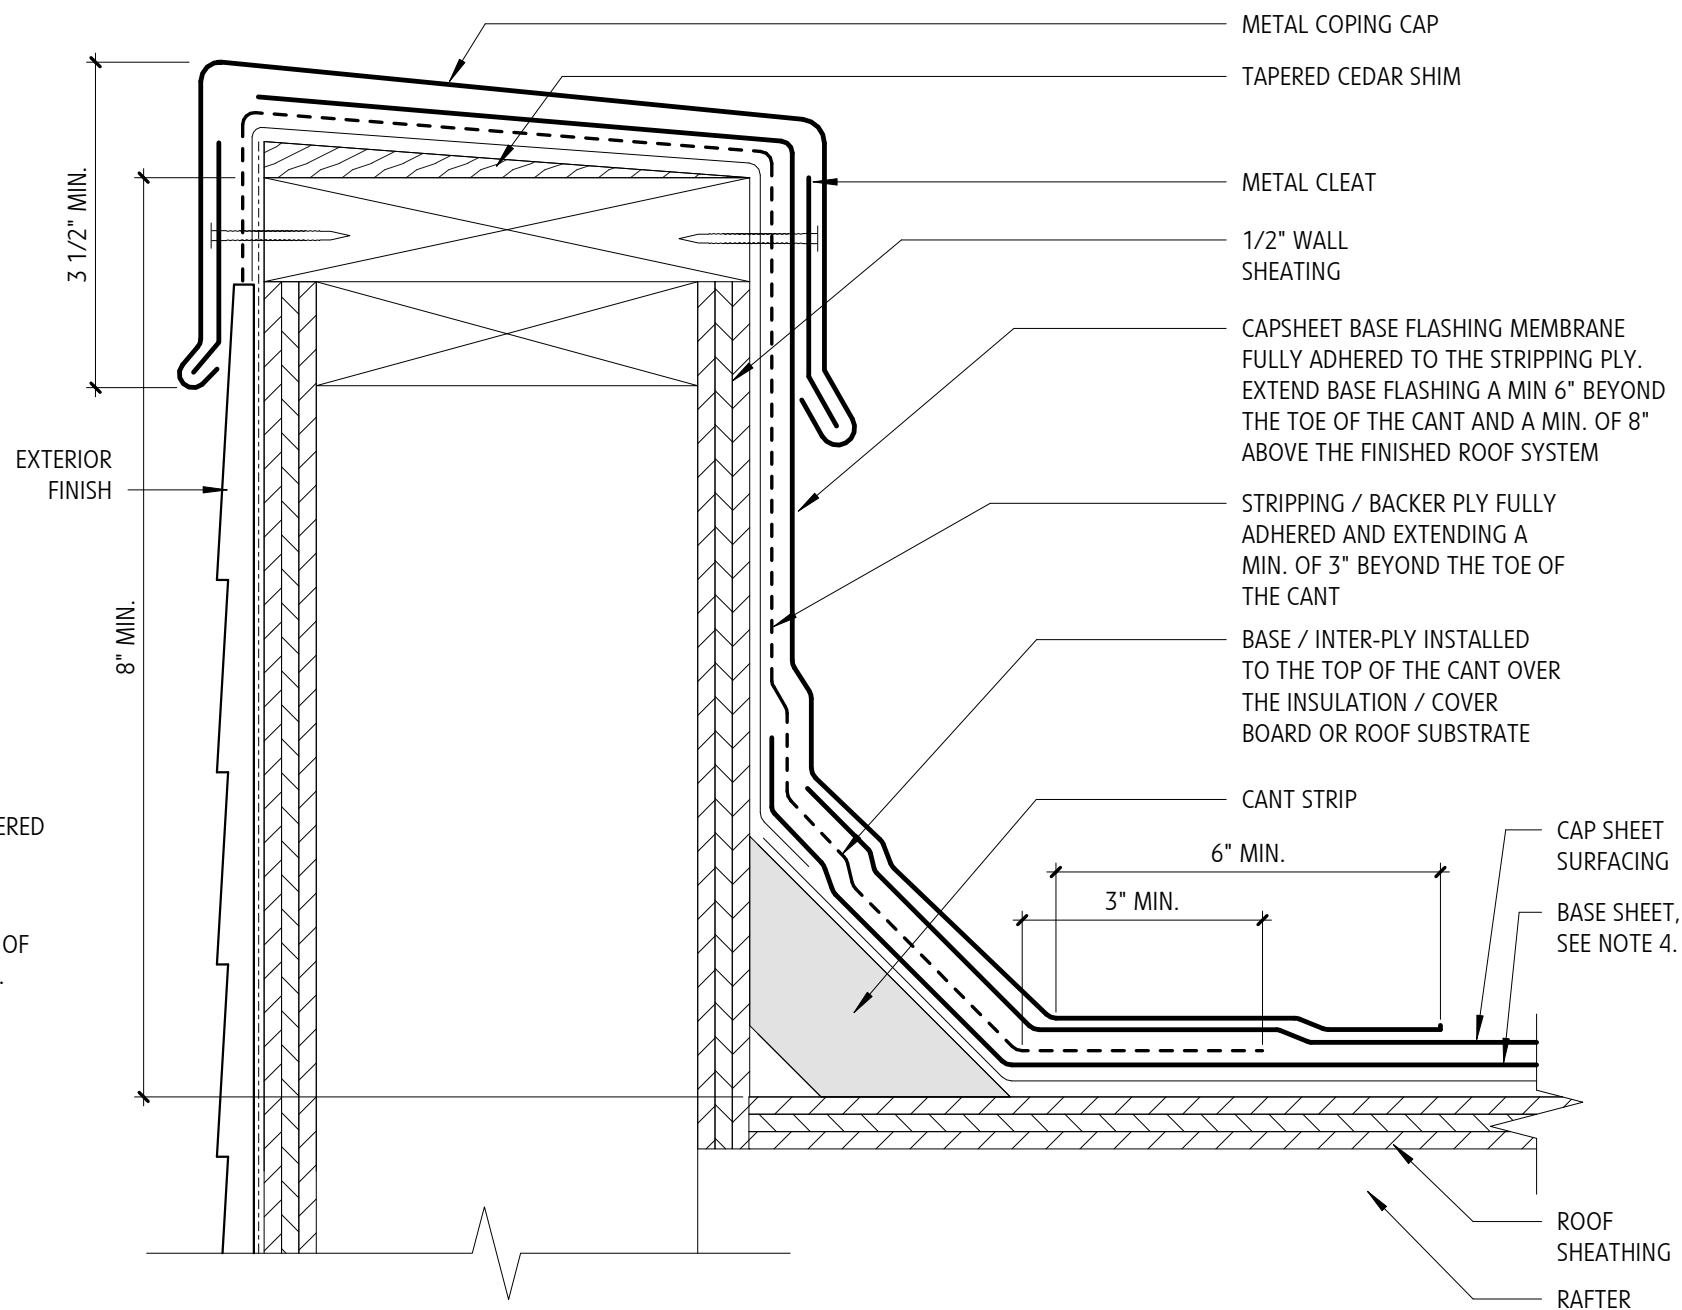 METAL COPING CAP
TAPERED CEDAR SHIM
3 1/2" MIN.
METAL CLEAT
1/2" WALL
SHEATING
CAPSHEET BASE FLASHING MEMBRANE
FULLY ADHERED TO THE STRIPPING PLY.
EXTEND BASE FLASHING A MIN 6" BEYOND
THE TOE OF THE CANT AND A MIN. OF 8"
ABOVE THE FINISHED ROOF SYSTEM
EXTERIOR
FINISH
STRIPPING / BACKER PLY FULLY
ADHERED AND EXTENDING A
MIN. OF 3" BEYOND THE TOE OF
THE CANT
8" MIN.
BASE / INTER-PLY INSTALLED
TO THE TOP OF THE CANT OVER
THE INSULATION / COVER
BOARD OR ROOF SUBSTRATE
CANT STRIP
ERED
CAP SHEET
SURFACING
6" MIN.
3" MIN.
BASE SHEET,
SEE NOTE 4.
OF
.
ROOF
SHEATHING
RAFTER